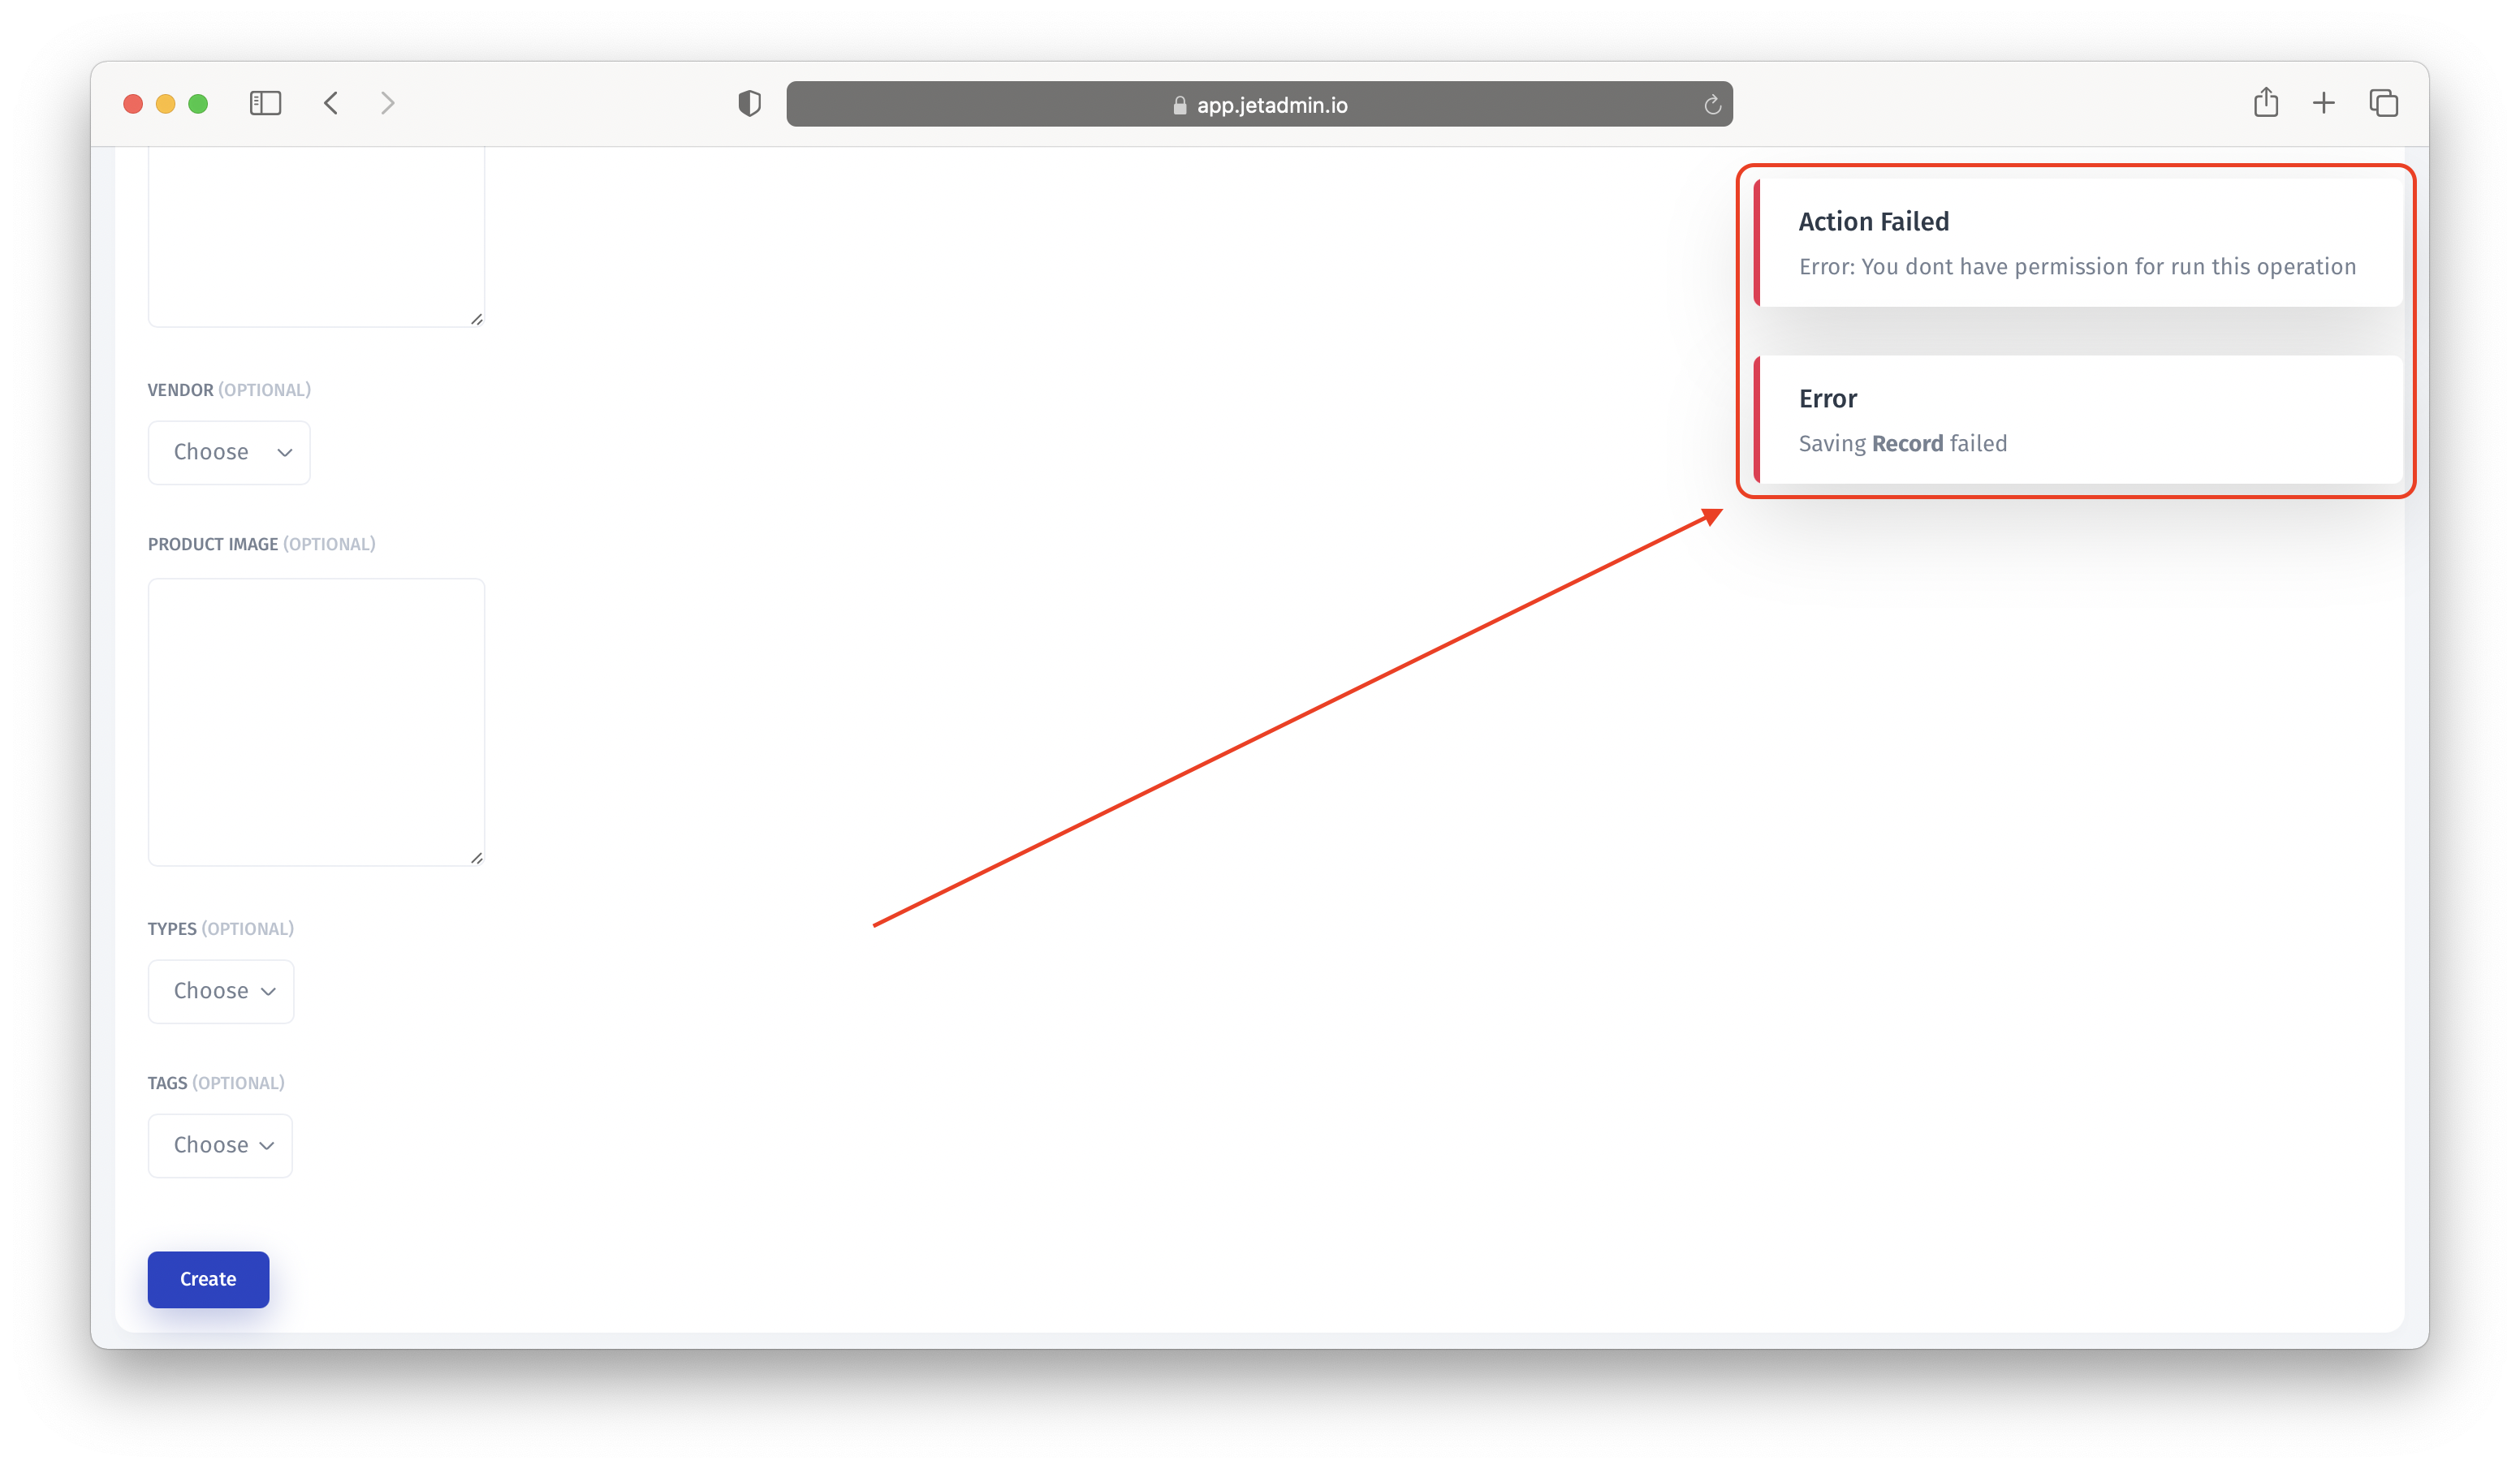 app.jetadmin.io
Action Failed
Error: You dont have permission for run this operation
Error
Saving Record failed
VENDOR (OPTIONAL)
Choose
PRODUCT IMAGE (OPTIONAL)
TYPES (OPTIONAL)
Choose
TAGS (OPTIONAL)
Choose
Create